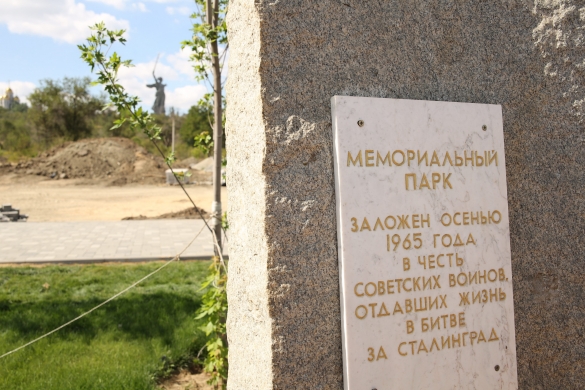 МЕМОРИАЛЬНЫЙ
ПАРК
ЗАЛОЖЕН ОСЕНЬЮ
1965 ГОДА
В ЧЕСТЬ
СОВЕТСКИХ ВОИНОВ,
ОТДАВШИХ ЖИЗНЬ
В БИТВЕ
ЗА СТАЛИНГРАД